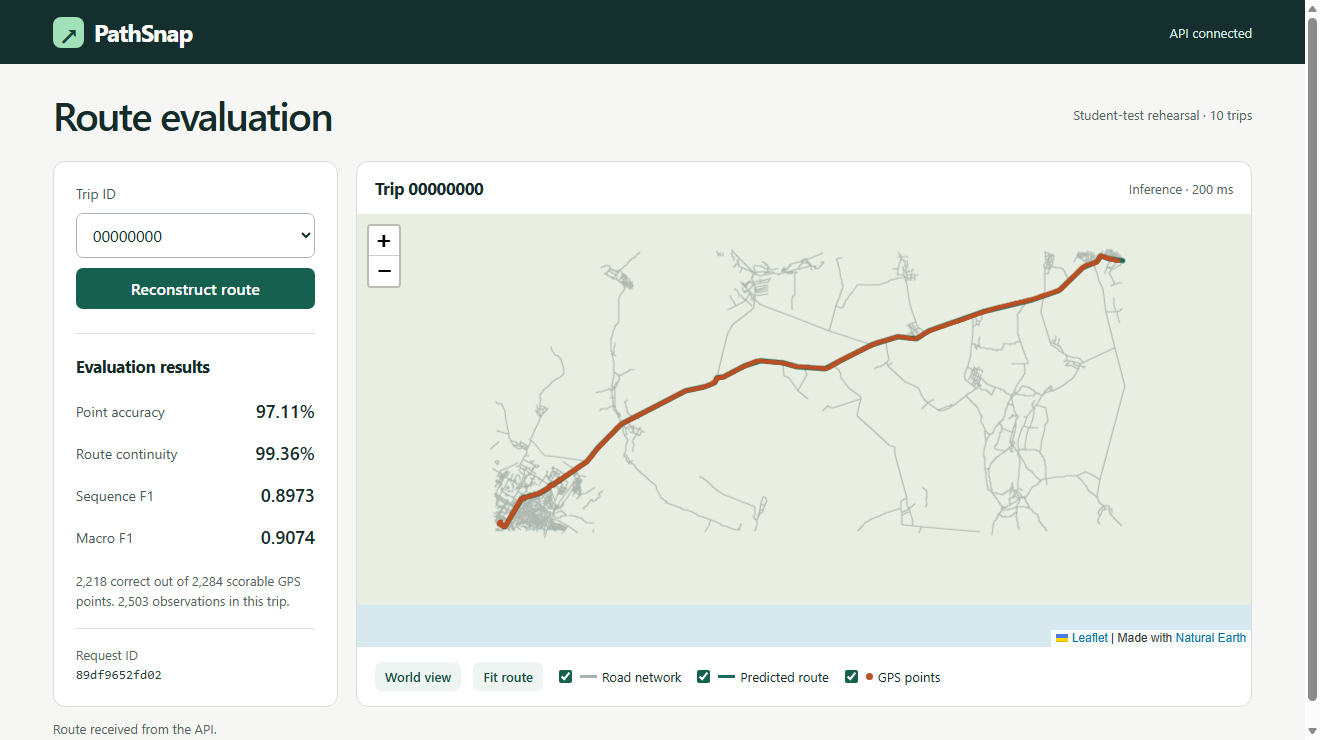 PathSnap
API connected
Route evaluation
Student-test rehearsal · 10 trips
Trip ID
00000000
Reconstruct route
Evaluation results
Point accuracy 97.11%
Route continuity 99.36%
Sequence F1 0.8973
Macro F1 0.9074
2,218 correct out of 2,284 scorable GPS
points. 2,503 observations in this trip.
Request ID
89df9652fd02
Trip 00000000
Inference · 200 ms
+
−
Leaflet | Made with Natural Earth
World view
Fit route
Road network
Predicted route
GPS points
Route received from the API.